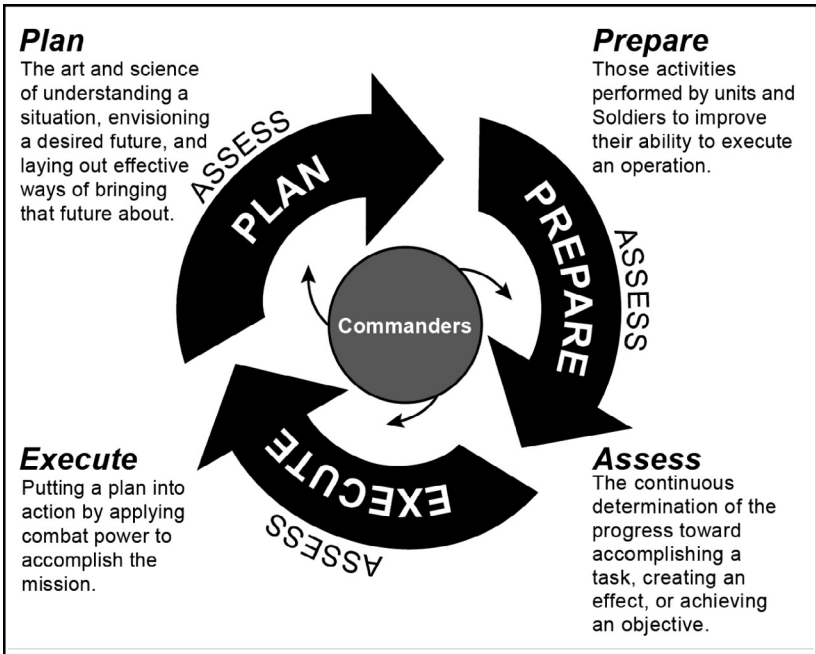 Plan
The art and science
of understanding a
situation, envisioning
a desired future, and
laying out effective
ways of bringing
that future about.
Prepare
Those activities
performed by units and
Soldiers to improve
their ability to execute
an operation.
ASSESS
PLAN
PREPARE
ASSESS
Commanders
EXECUTE
ASSESS
Execute
Putting a plan into
action by applying
combat power to
accomplish the
mission.
Assess
The continuous
determination of the
progress toward
accomplishing a
task, creating an
effect, or achieving
an objective.